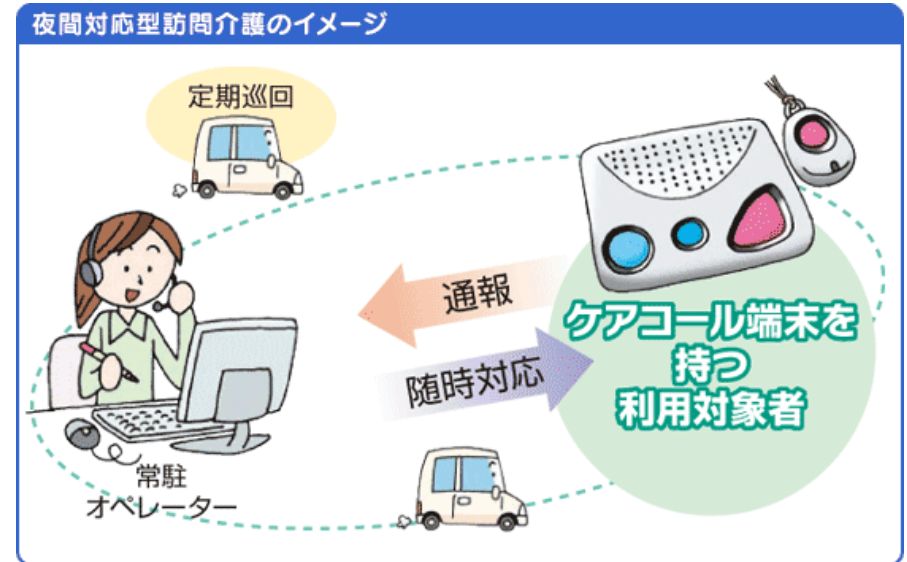 夜間対応型訪問介護のイメージ
定期巡回
通報
随時対応
ケアコール端末を
持つ
利用対象者
常駐
オペレーター